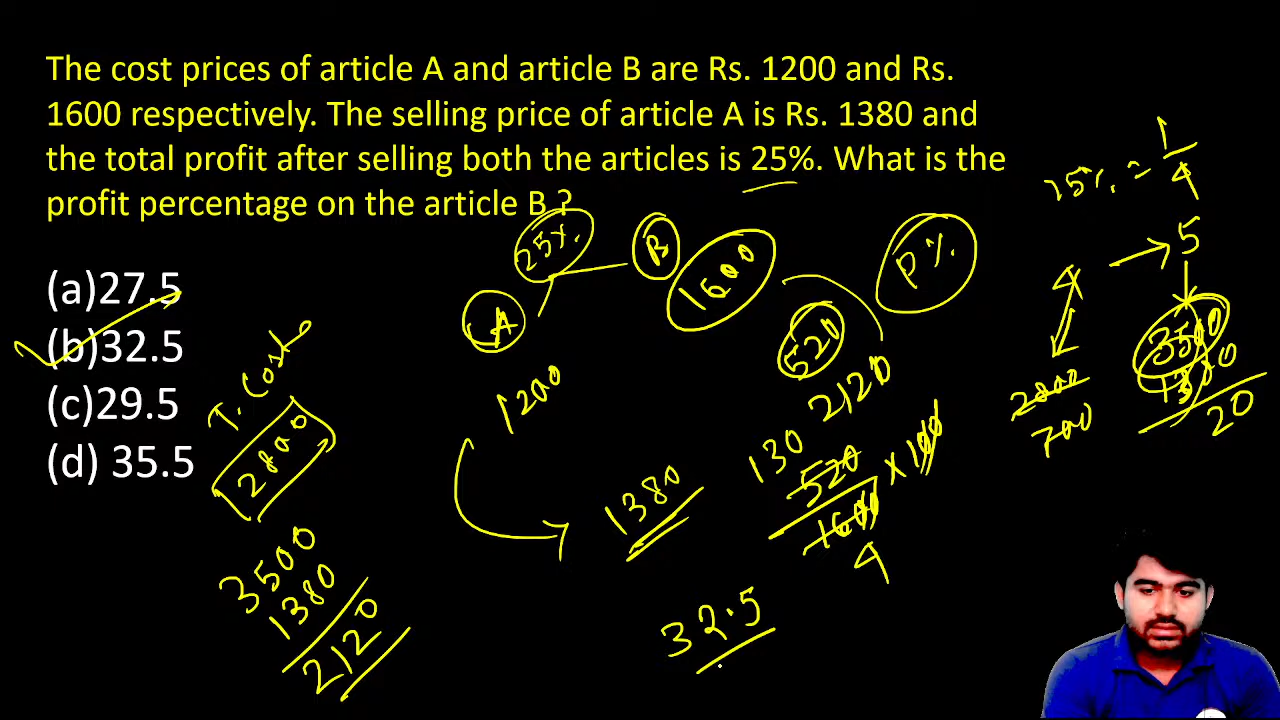 The cost prices of article A and article B are Rs. 1200 and Rs.
1600 respectively. The selling price of article A is Rs. 1380 and
the total profit after selling both the articles is 25%. What is the
profit percentage on the article B ?
(a)27.5
(b)32.5
(c)29.5
(d) 35.5
T. Cost
2800
3500
1380
2120
25%.
A
B
1600
1200
1380
P%.
520
2120
130
520
1600
× 100
4
32.5
25% = 1/4
4 → 5
2800
700
3500
1380
20